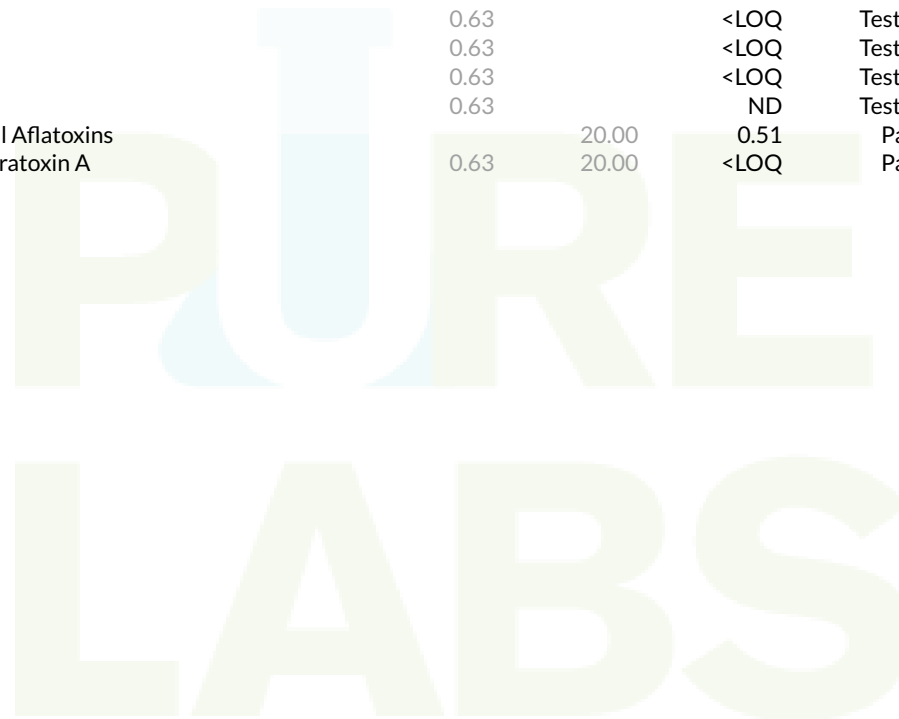 0.63 <LOQ Test
0.63 <LOQ Test
0.63 <LOQ Test
0.63 ND Test
l Aflatoxins 20.00 0.51 Pa
ratoxin A 0.63 20.00 <LOQ Pa
PURE
LABS